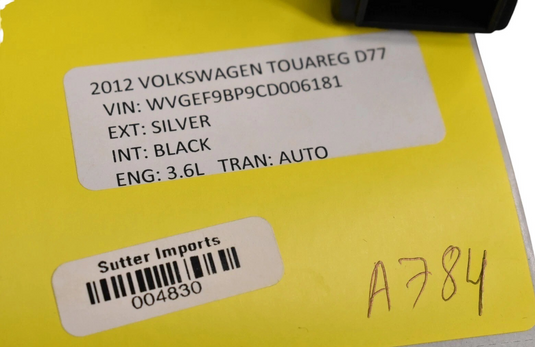 2012 VOLKSWAGEN TOUAREG D77
VIN: WVGEF9BP9CD006181
EXT: SILVER
INT: BLACK
ENG: 3.6L TRAN: AUTO
Sutter Imports
004830
A784